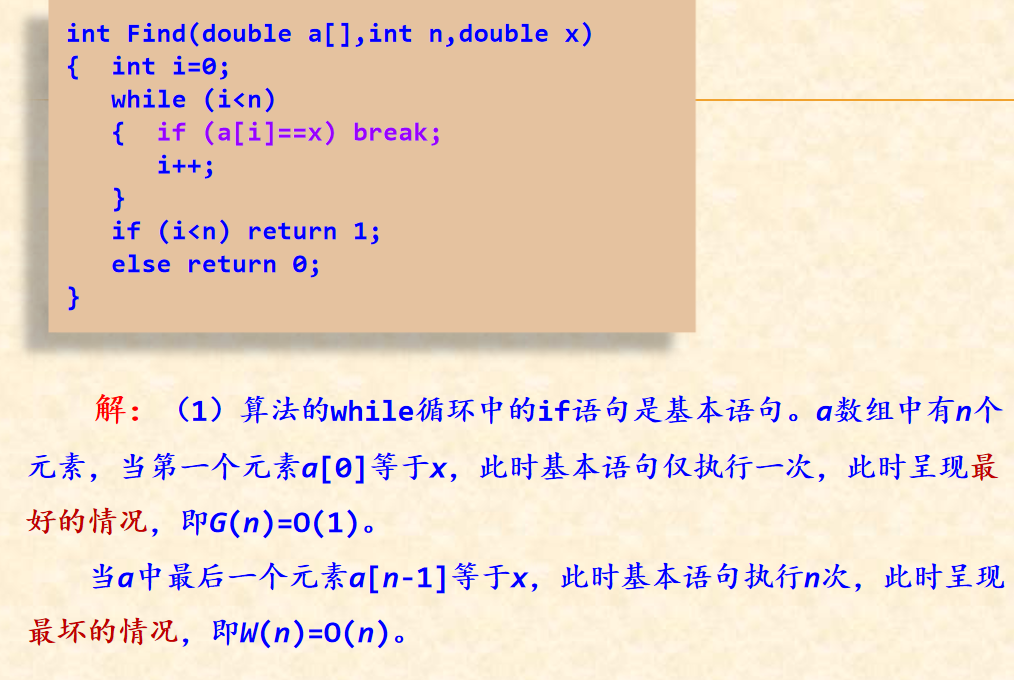 int Find(double a[],int n,double x)
{  int i=0;
   while (i<n)
   {  if (a[i]==x) break;
      i++;
   }
   if (i<n) return 1;
   else return 0;
}
解：（1）算法的while循环中的if语句是基本语句。a数组中有n个
元素，当第一个元素a[0]等于x，此时基本语句仅执行一次，此时呈现最
好的情况，即G(n)=O(1)。
当a中最后一个元素a[n-1]等于x，此时基本语句执行n次，此时呈现
最坏的情况，即W(n)=O(n)。